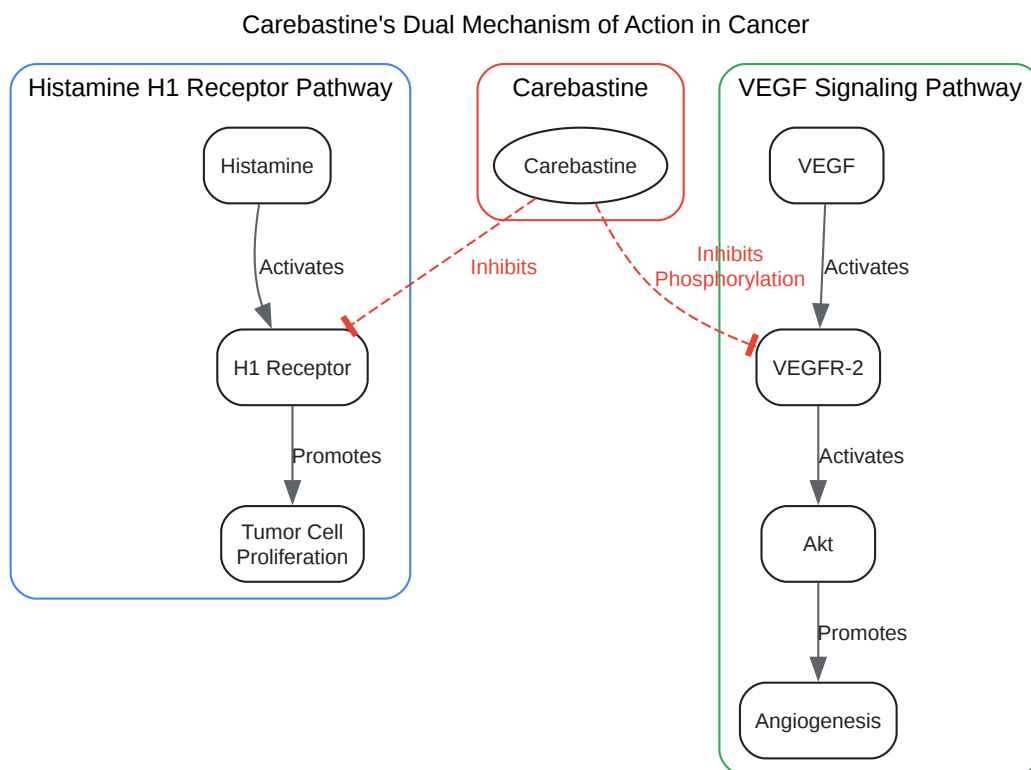 Carebastine's Dual Mechanism of Action in Cancer
Histamine H1 Receptor Pathway
Histamine
Activates
H1 Receptor
Promotes
Tumor Cell
Proliferation
Carebastine
Carebastine
Inhibits
Inhibits
Phosphorylation
VEGF Signaling Pathway
VEGF
Activates
VEGFR-2
Activates
Akt
Promotes
Angiogenesis